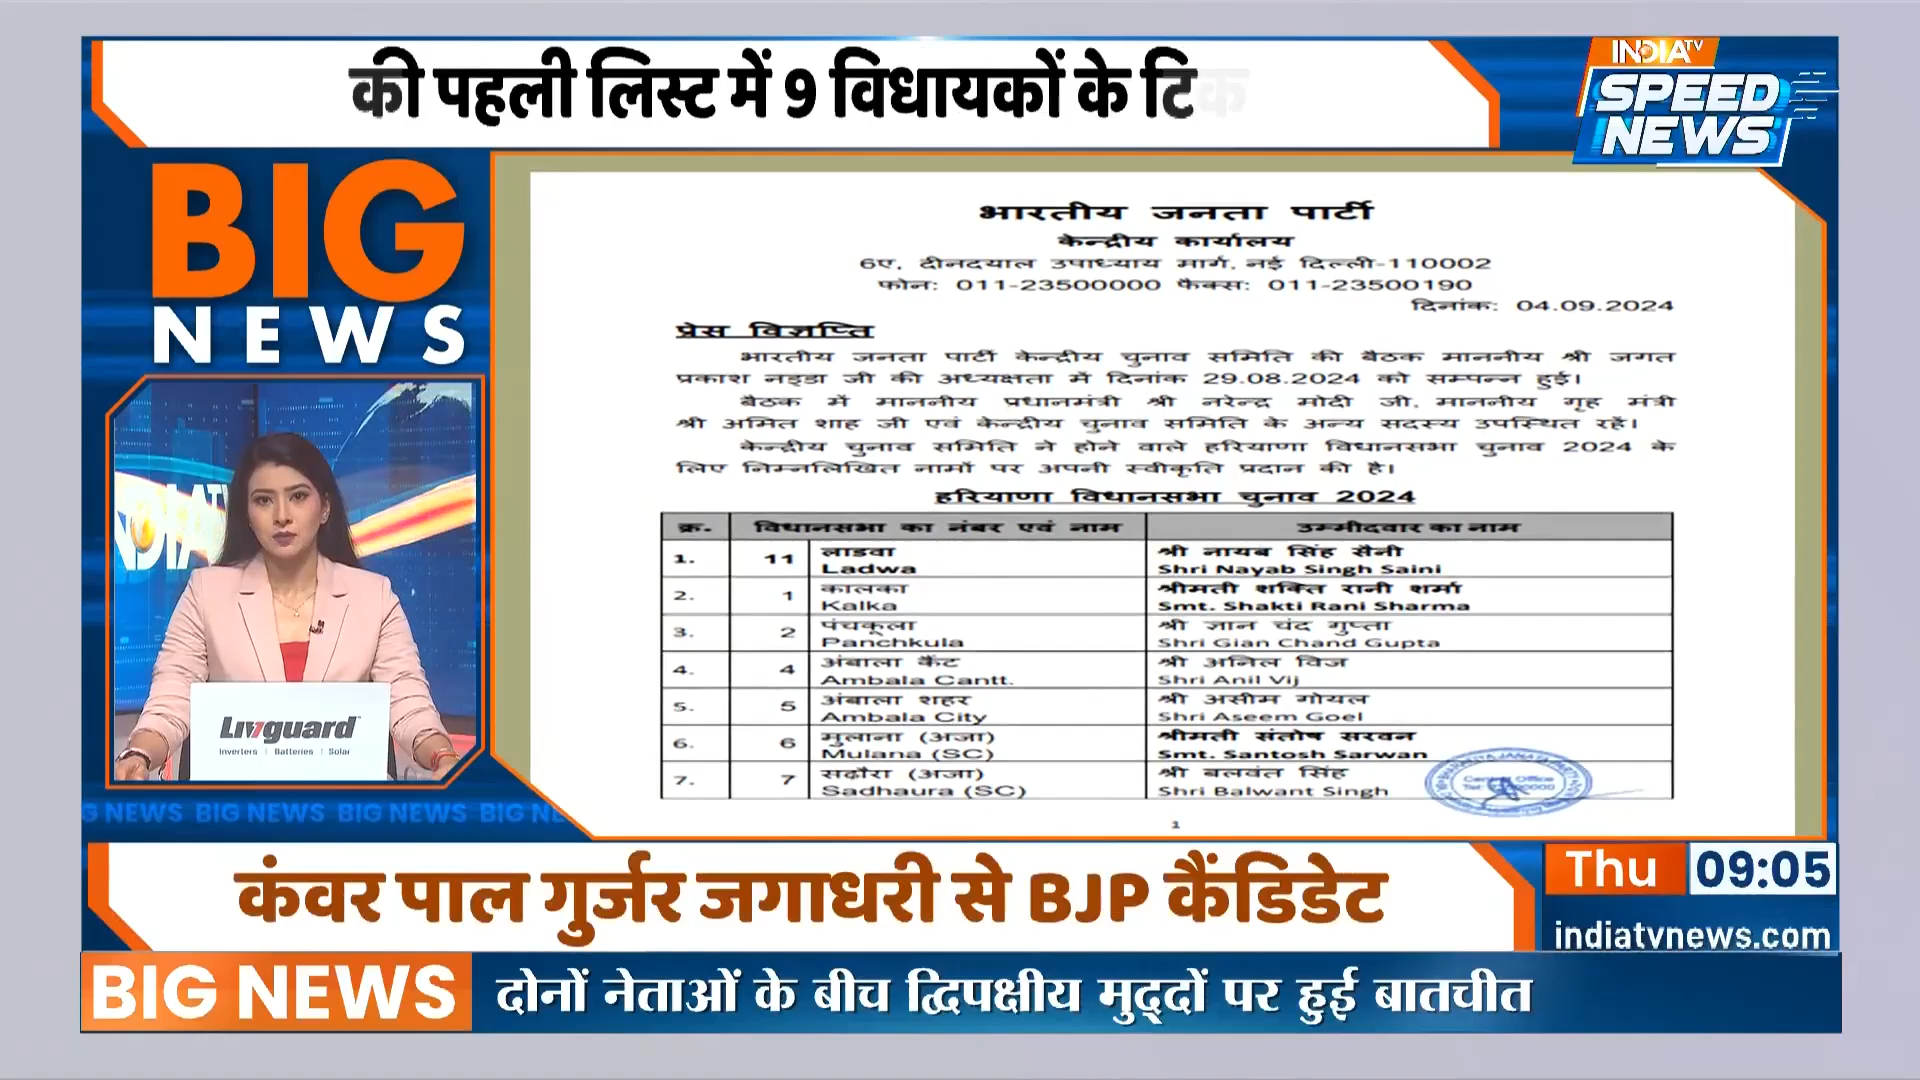 की पहली लिस्ट में 9 विधायकों के टिक
INDIA TV
SPEED
NEWS
BIG
NEWS
भारतीय जनता पार्टी
केन्द्रीय कार्यालय
6ए, दीनदयाल उपाध्याय मार्ग, नई दिल्ली-110002
फोन: 011-23500000 फैक्स: 011-23500190
दिनांक: 04.09.2024
प्रेस विज्ञप्ति
भारतीय जनता पार्टी केन्द्रीय चुनाव समिति की बैठक माननीय श्री जगत
प्रकाश नड्डा जी की अध्यक्षता में दिनांक 29.08.2024 को सम्पन्न हुई।
बैठक में माननीय प्रधानमंत्री श्री नरेन्द्र मोदी जी, माननीय गृह मंत्री
श्री अमित शाह जी एवं केन्द्रीय चुनाव समिति के अन्य सदस्य उपस्थित रहें।
केन्द्रीय चुनाव समिति ने होने वाले हरियाणा विधानसभा चुनाव 2024 के
लिए निम्नलिखित नामों पर अपनी स्वीकृति प्रदान की है।
हरियाणा विधानसभा चुनाव 2024
क्र. विधानसभा का नंबर एवं नाम उम्मीदवार का नाम
1. 11 लाडवा श्री नायब सिंह सैनी
Ladwa Shri Nayab Singh Saini
2. 1 कालका श्रीमती शक्ति रानी शर्मा
Kalka Smt. Shakti Rani Sharma
3. 2 पंचकूला श्री ज्ञान चंद गुप्ता
Panchkula Shri Gian Chand Gupta
4. 4 अंबाला कैंट श्री अनिल विज
Ambala Cantt. Shri Anil Vij
5. 5 अंबाला शहर श्री असीम गोयल
Ambala City Shri Aseem Goel
6. 6 मुलाना (अजा) श्रीमती संतोष सरवन
Mulana (SC) Smt. Santosh Sarwan
7. 7 सढौरा (अजा) श्री बलवंत सिंह
Sadhaura (SC) Shri Balwant Singh
1
Livguard
Inverters | Batteries | Solar
G NEWS BIG NEWS BIG NEWS BIG NE
कंवर पाल गुर्जर जगाधरी से BJP कैंडिडेट
Thu 09:05
indiatvnews.com
BIG NEWS दोनों नेताओं के बीच द्विपक्षीय मुद्दों पर हुई बातचीत